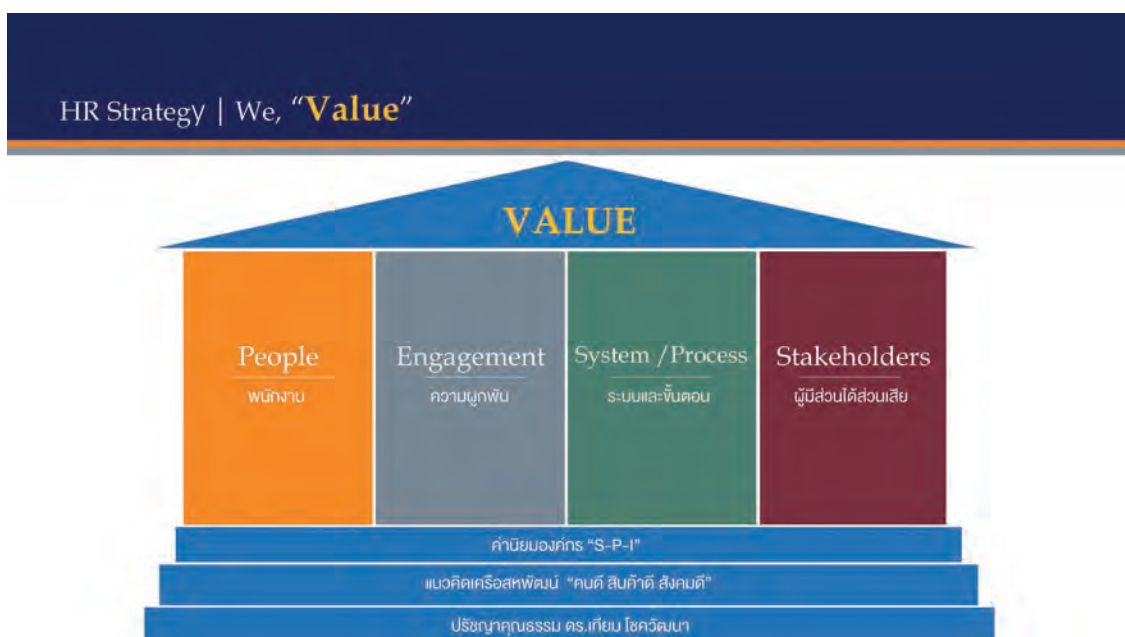 HR Strategy | We, “Value”
VALUE
People
พนักงาน
Engagement
ความผูกพัน
System /Process
ระบบและขั้นตอน
Stakeholders
ผู้มีส่วนได้ส่วนเสีย
ค่านิยมองค์กร “S-P-I”
แนวคิดเครือสหพัฒน์ “คนดี สินค้าดี สังคมดี”
ปรัชญาคุณธรรม ดร.เทียม โชควัฒนา